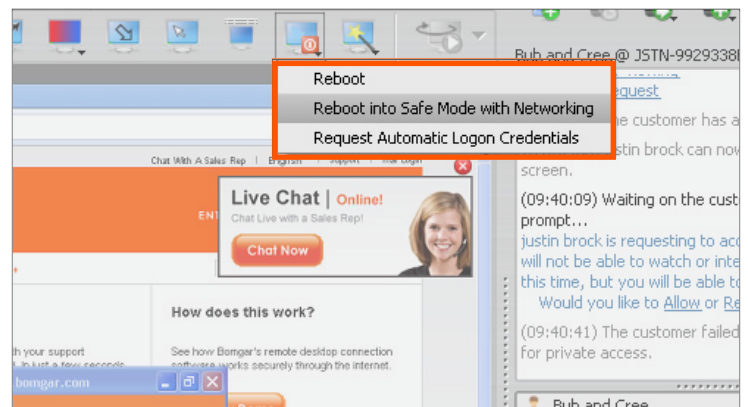 Bub and Cree @ JSTN-9929338
Reboot
Reboot into Safe Mode with Networking
Request Automatic Logon Credentials
equest
he customer has a
stin brock can now
screen.
Chat With A Sales Rep | English | Support |
Live Chat | Online!
Chat Live with a Sales Rep!
Chat Now
ENT
(09:40:09) Waiting on the cust
prompt...
justin brock is requesting to acc
will not be able to watch or inte
this time, but you will be able to
Would you like to Allow or Re
(09:40:41) The customer failed
for private access.
How does this work?
th your support
See how Bomgar's remote desktop connection
software works securely through the internet.
bomgar.com
Bub and Cree